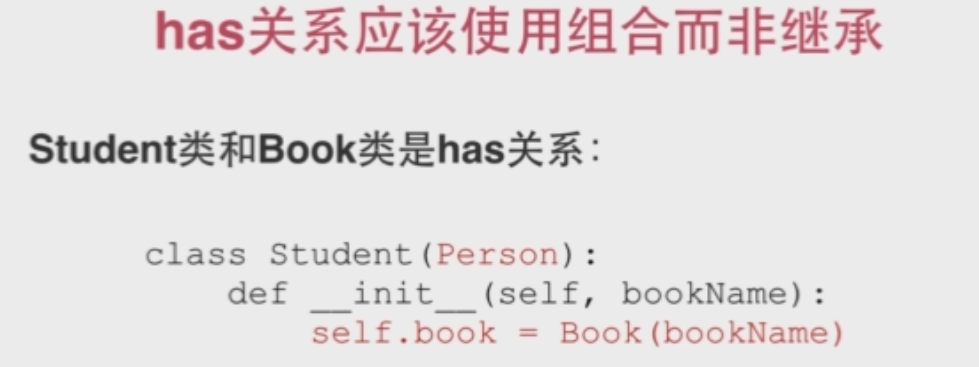 has关系应该使用组合而非继承
Student类和Book类是has关系：
class Student(Person):
def __init__(self, bookName):
self.book = Book(bookName)